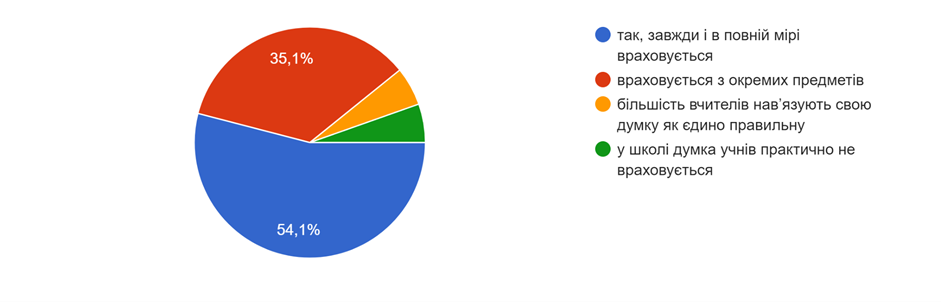 35,1%
54,1%
так, завжди і в повній мірі
враховується
враховується з окремих предметів
більшість вчителів нав'язують свою
думку як єдино правильну
у школі думка учнів практично не
враховується